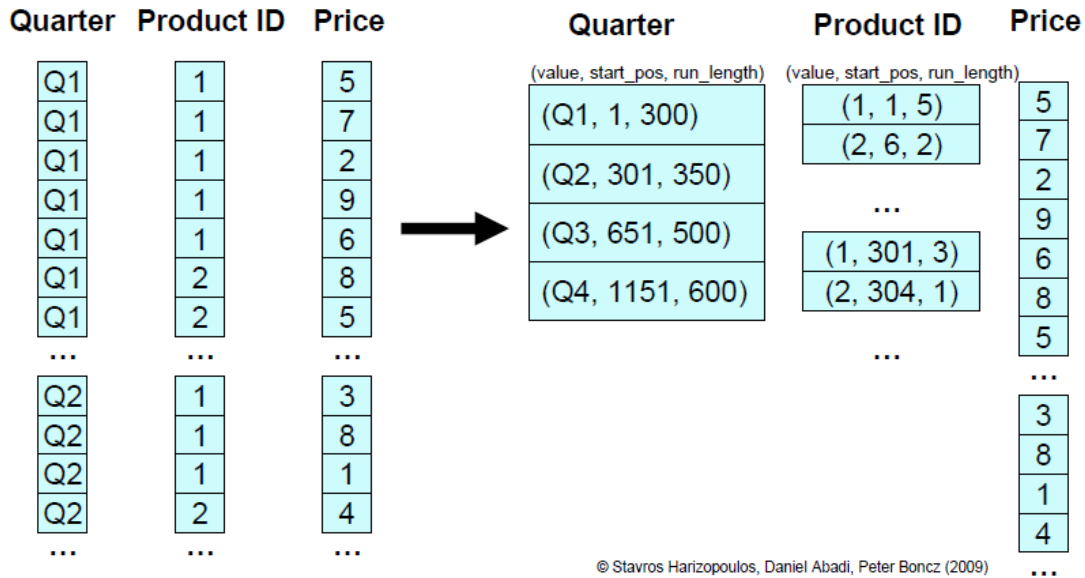 Quarter Product ID Price
Q1 1 5
Q1 1 7
Q1 1 2
Q1 1 9
Q1 1 6
Q1 2 8
Q1 2 5
... ... ...
Q2 1 3
Q2 1 8
Q2 1 1
Q2 2 4
... ... ...
Quarter Product ID Price
(value, start_pos, run_length) (value, start_pos, run_length)
(Q1, 1, 300)
(Q2, 301, 350)
(Q3, 651, 500)
(Q4, 1151, 600)
(1, 1, 5)
(2, 6, 2)
...
(1, 301, 3)
(2, 304, 1)
...
5
7
2
9
6
8
5
...
3
8
1
4
...
© Stavros Harizopoulos, Daniel Abadi, Peter Boncz (2009)